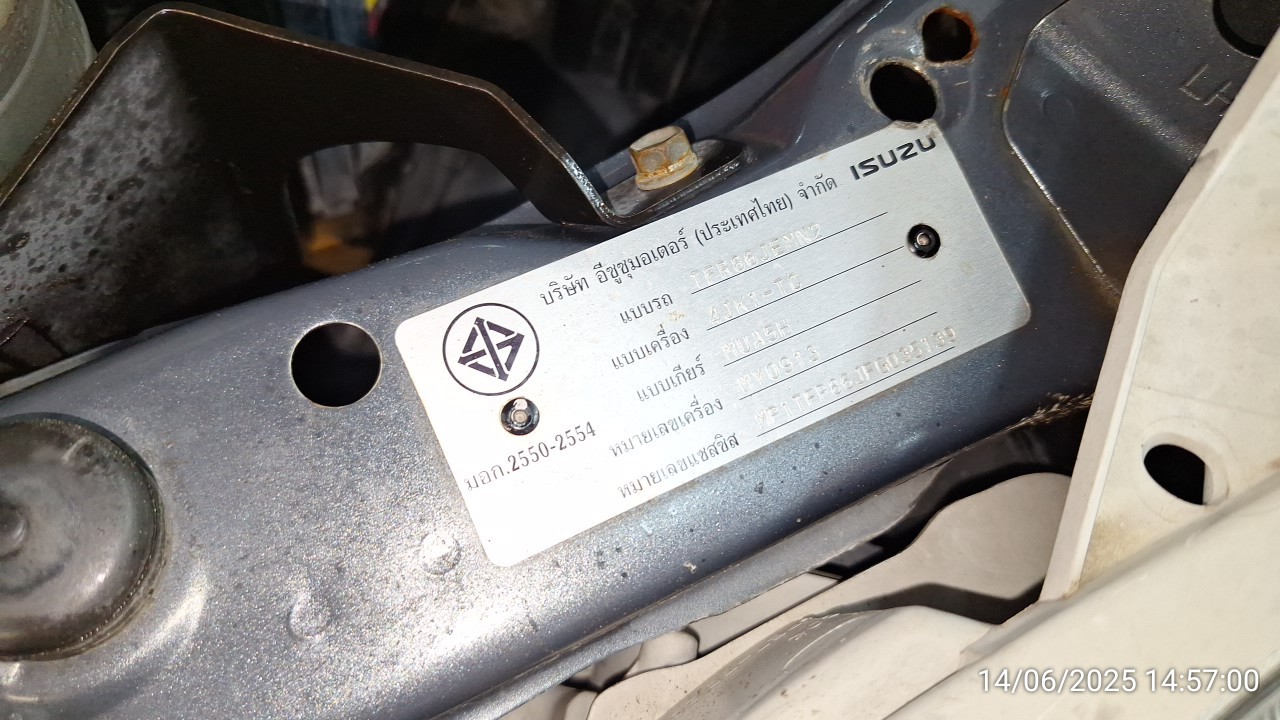 บริษัท อีซูซุมอเตอร์ (ประเทศไทย) จำกัด ISUZU
แบบรถ
แบบเครื่อง 4JK1-TC
แบบเกียร์ MUA5H
หมายเลขเครื่อง
หมายเลขแชสซิส
มอก.2550-2554
14/06/2025 14:57:00